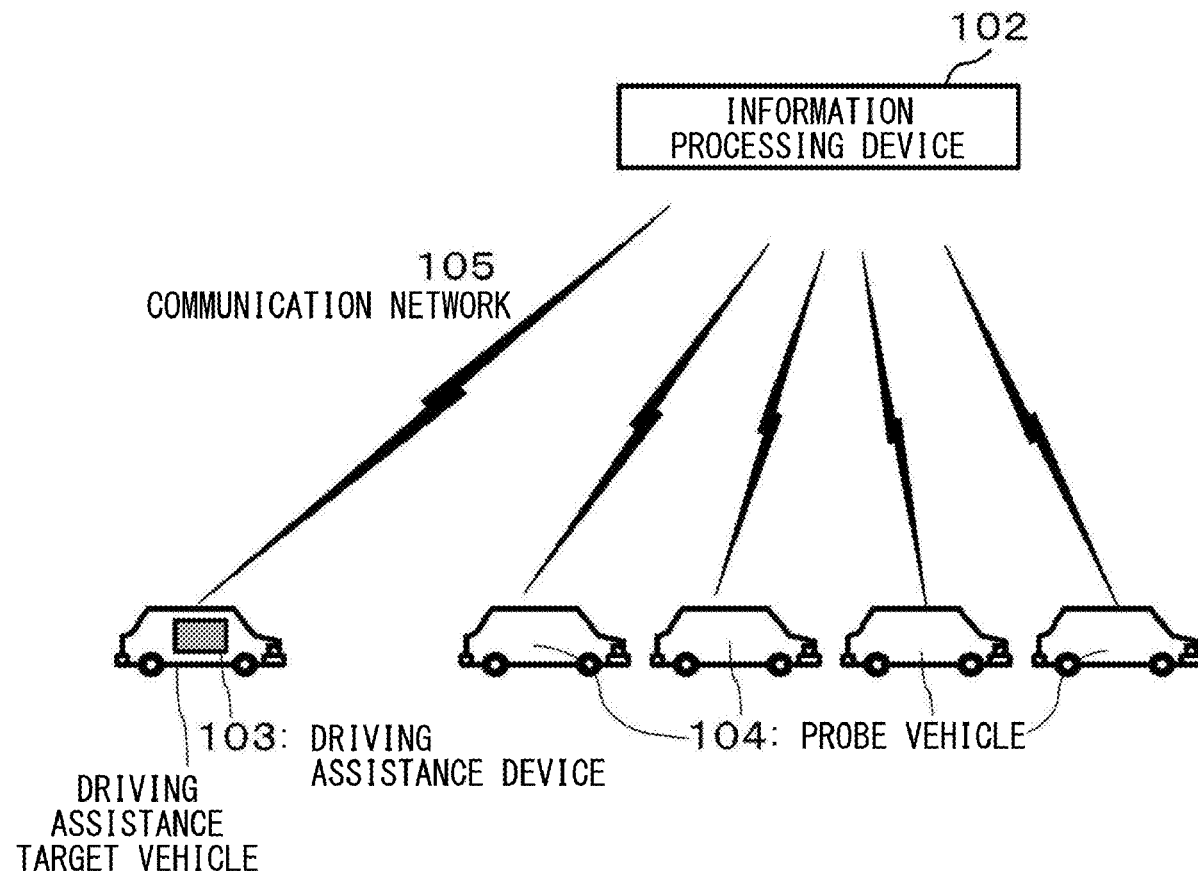 102
INFORMATION
PROCESSING DEVICE
105
COMMUNICATION NETWORK
103: DRIVING
ASSISTANCE DEVICE
104: PROBE VEHICLE
DRIVING
ASSISTANCE
TARGET VEHICLE